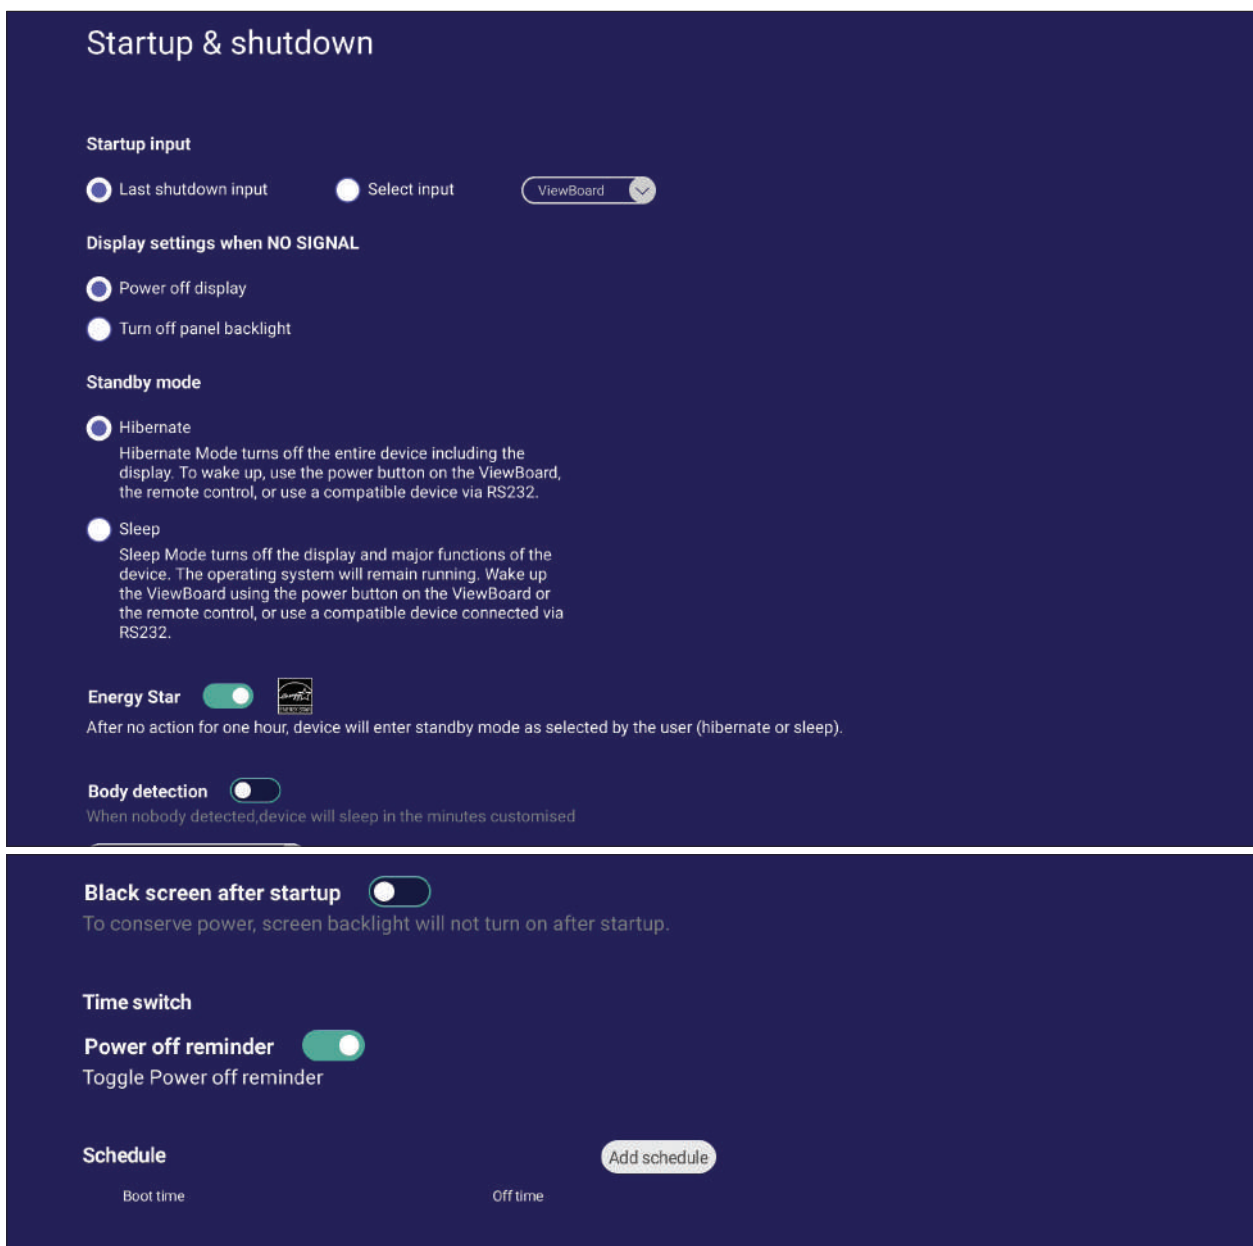 Startup & shutdown
Startup input
Last shutdown input Select input ViewBoard
Display settings when NO SIGNAL
Power off display
Turn off panel backlight
Standby mode
Hibernate
Hibernate Mode turns off the entire device including the
display. To wake up, use the power button on the ViewBoard,
the remote control, or use a compatible device via RS232.
Sleep
Sleep Mode turns off the display and major functions of the
device. The operating system will remain running. Wake up
the ViewBoard using the power button on the ViewBoard or
the remote control, or use a compatible device connected via
RS232.
Energy Star
After no action for one hour, device will enter standby mode as selected by the user (hibernate or sleep).
Body detection
When nobody detected,device will sleep in the minutes customised
Black screen after startup
To conserve power, screen backlight will not turn on after startup.
Time switch
Power off reminder
Toggle Power off reminder
Schedule Add schedule
Boot time Off time